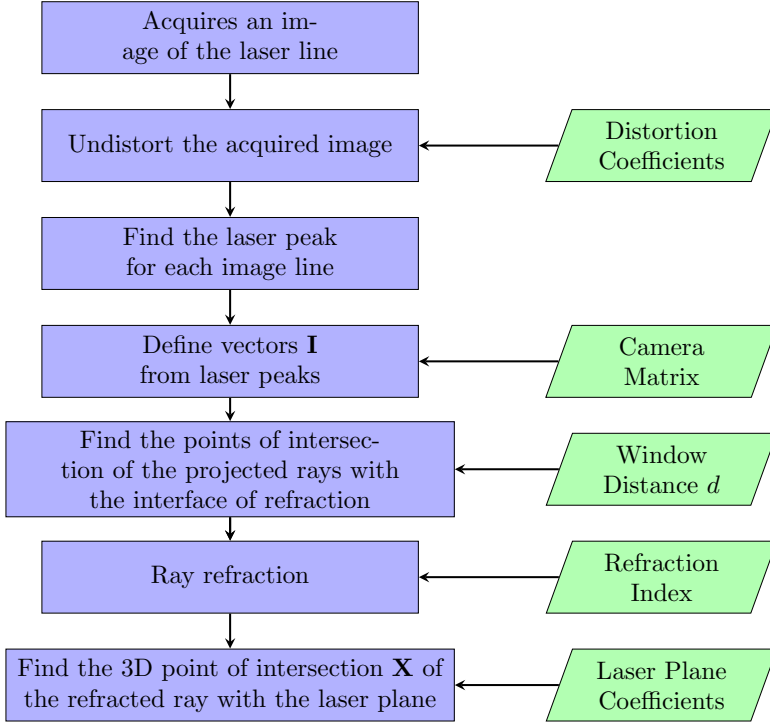 Acquires an im-
age of the laser line
Undistort the acquired image
Distortion
Coefficients
Find the laser peak
for each image line
Define vectors I
from laser peaks
Camera
Matrix
Find the points of intersec-
tion of the projected rays with
the interface of refraction
Window
Distance d
Ray refraction
Refraction
Index
Find the 3D point of intersection X of
the refracted ray with the laser plane
Laser Plane
Coefficients